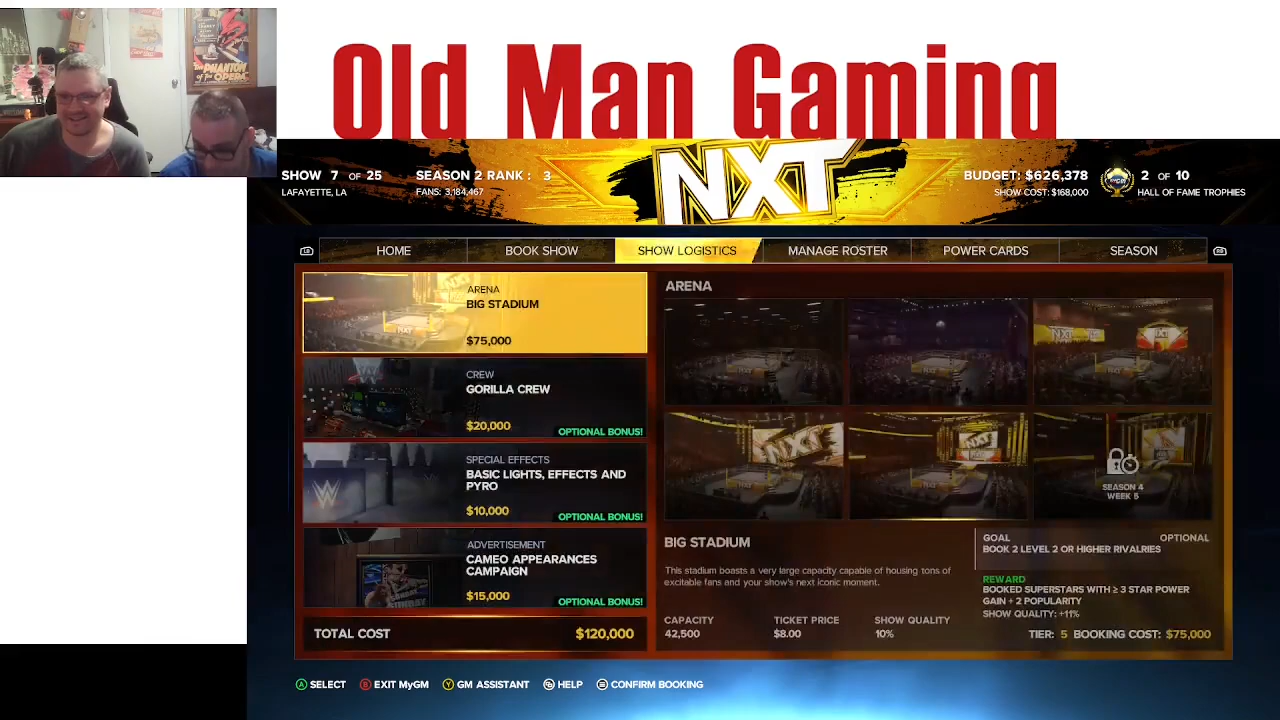 Old Man Gaming
THE
PHANTOM
OF THE
OPERA
NXT
SHOW 7 OF 25
LAFAYETTE, LA
SEASON 2 RANK : 3
FANS: 3,184,467
BUDGET: $626,378
SHOW COST: $168,000
2 OF 10
HALL OF FAME TROPHIES
HOME
BOOK SHOW
SHOW LOGISTICS
MANAGE ROSTER
POWER CARDS
SEASON
ARENA
BIG STADIUM
$75,000
CREW
GORILLA CREW
$20,000
OPTIONAL BONUS!
SPECIAL EFFECTS
BASIC LIGHTS, EFFECTS AND
PYRO
$10,000
OPTIONAL BONUS!
ADVERTISEMENT
CAMEO APPEARANCES
CAMPAIGN
$15,000
OPTIONAL BONUS!
TOTAL COST
$120,000
ARENA
NXT
NXT
SEASON 4
WEEK 5
BIG STADIUM
This stadium boasts a very large capacity capable of housing tons of
excitable fans and your show's next iconic moment.
CAPACITY
42,500
TICKET PRICE
$8.00
SHOW QUALITY
10%
GOAL
OPTIONAL
BOOK 2 LEVEL 2 OR HIGHER RIVALRIES
REWARD
BOOKED SUPERSTARS WITH ≥ 3 STAR POWER
GAIN + 2 POPULARITY
SHOW QUALITY: +11%
TIER: 5 BOOKING COST: $75,000
A SELECT
B EXIT MyGM
Y GM ASSISTANT
HELP
CONFIRM BOOKING